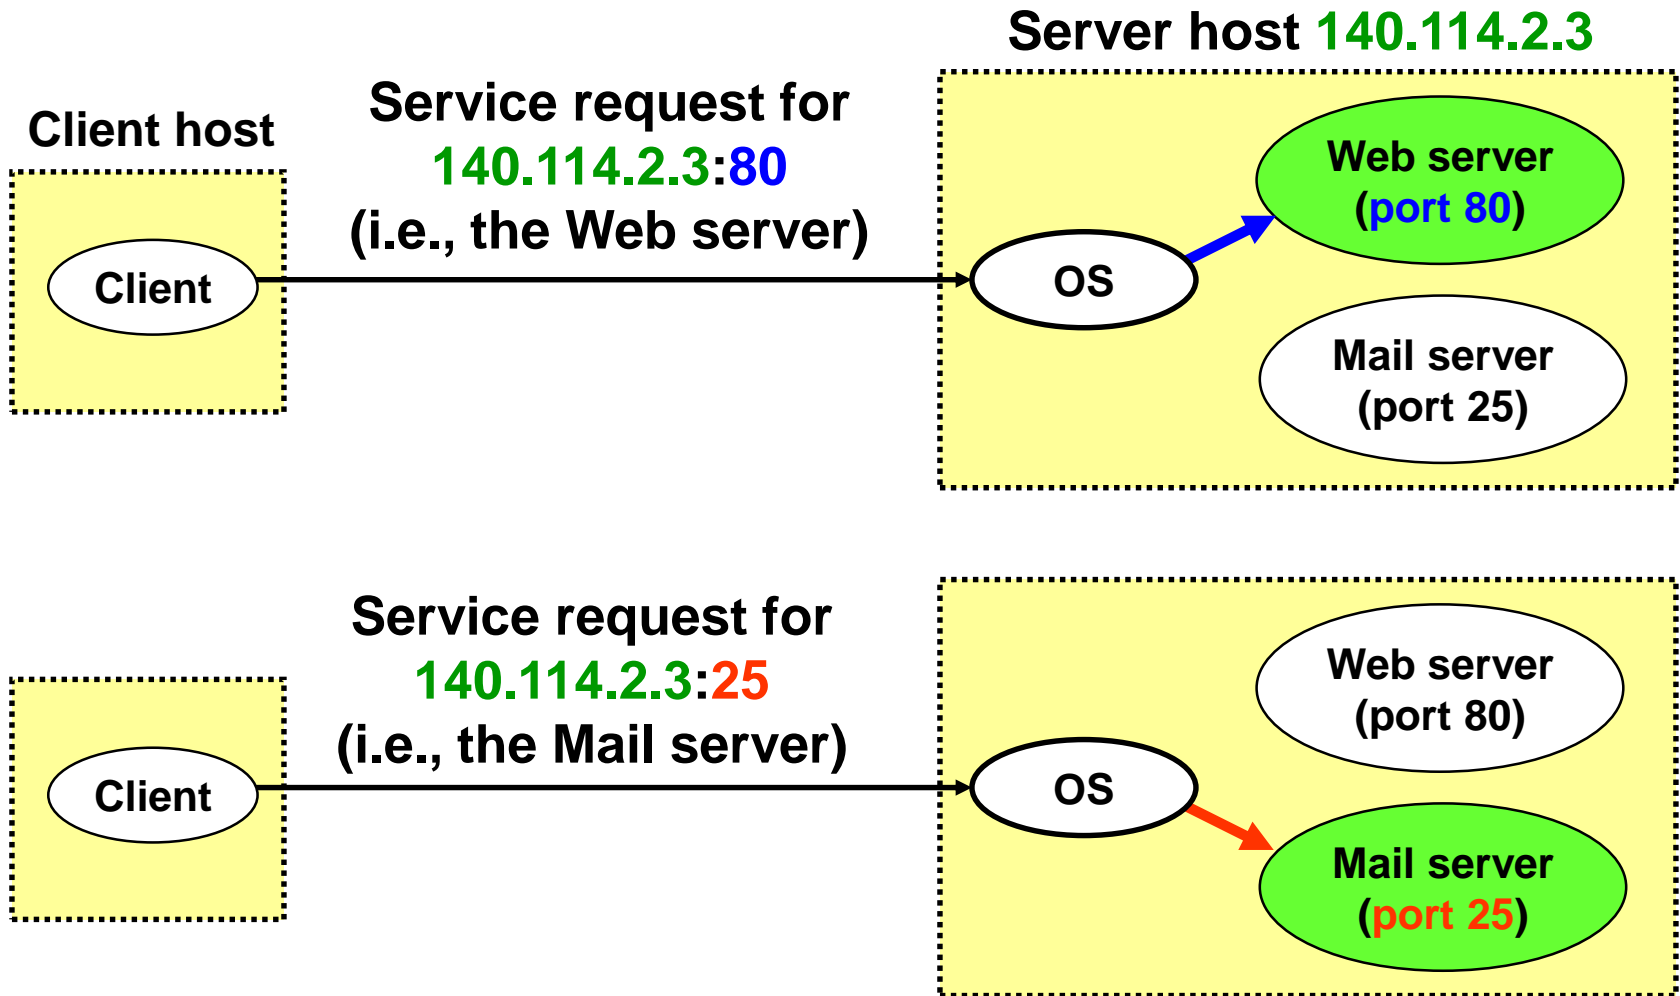 Server host 140.114.2.3
Client host
Service request for
140.114.2.3:80
(i.e., the Web server)
Client
OS
Web server
(port 80)
Mail server
(port 25)
Service request for
140.114.2.3:25
(i.e., the Mail server)
Client
OS
Web server
(port 80)
Mail server
(port 25)